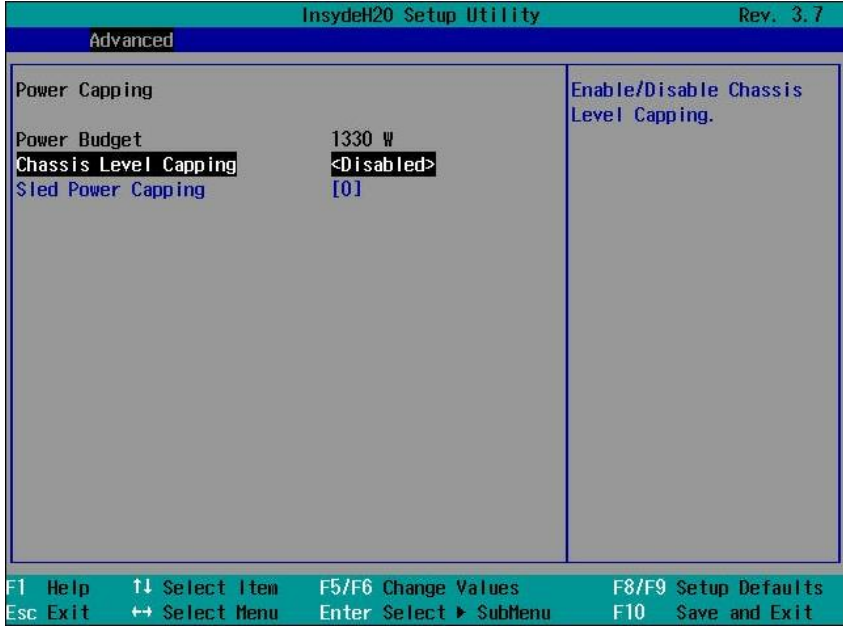 InsydeH20 Setup Utility Rev. 3.7
Advanced
Power Capping
Power Budget 1330 W
Chassis Level Capping <Disabled>
Sled Power Capping [0]
Enable/Disable Chassis
Level Capping.
F1 Help ↑↓ Select Item F5/F6 Change Values F8/F9 Setup Defaults
Esc Exit ↔ Select Menu Enter Select ▶ SubMenu F10 Save and Exit